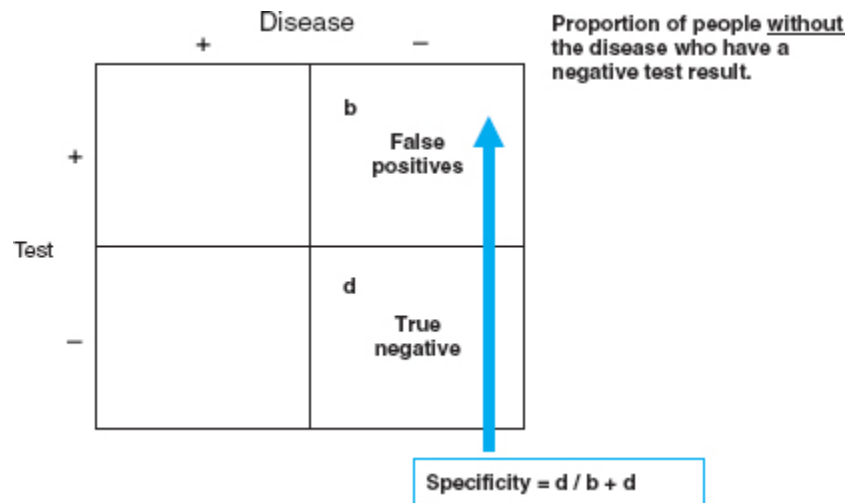 Disease
+ –
Proportion of people without
the disease who have a
negative test result.
b
False
positives
+
Test
d
True
negative
–
Specificity = d / b + d